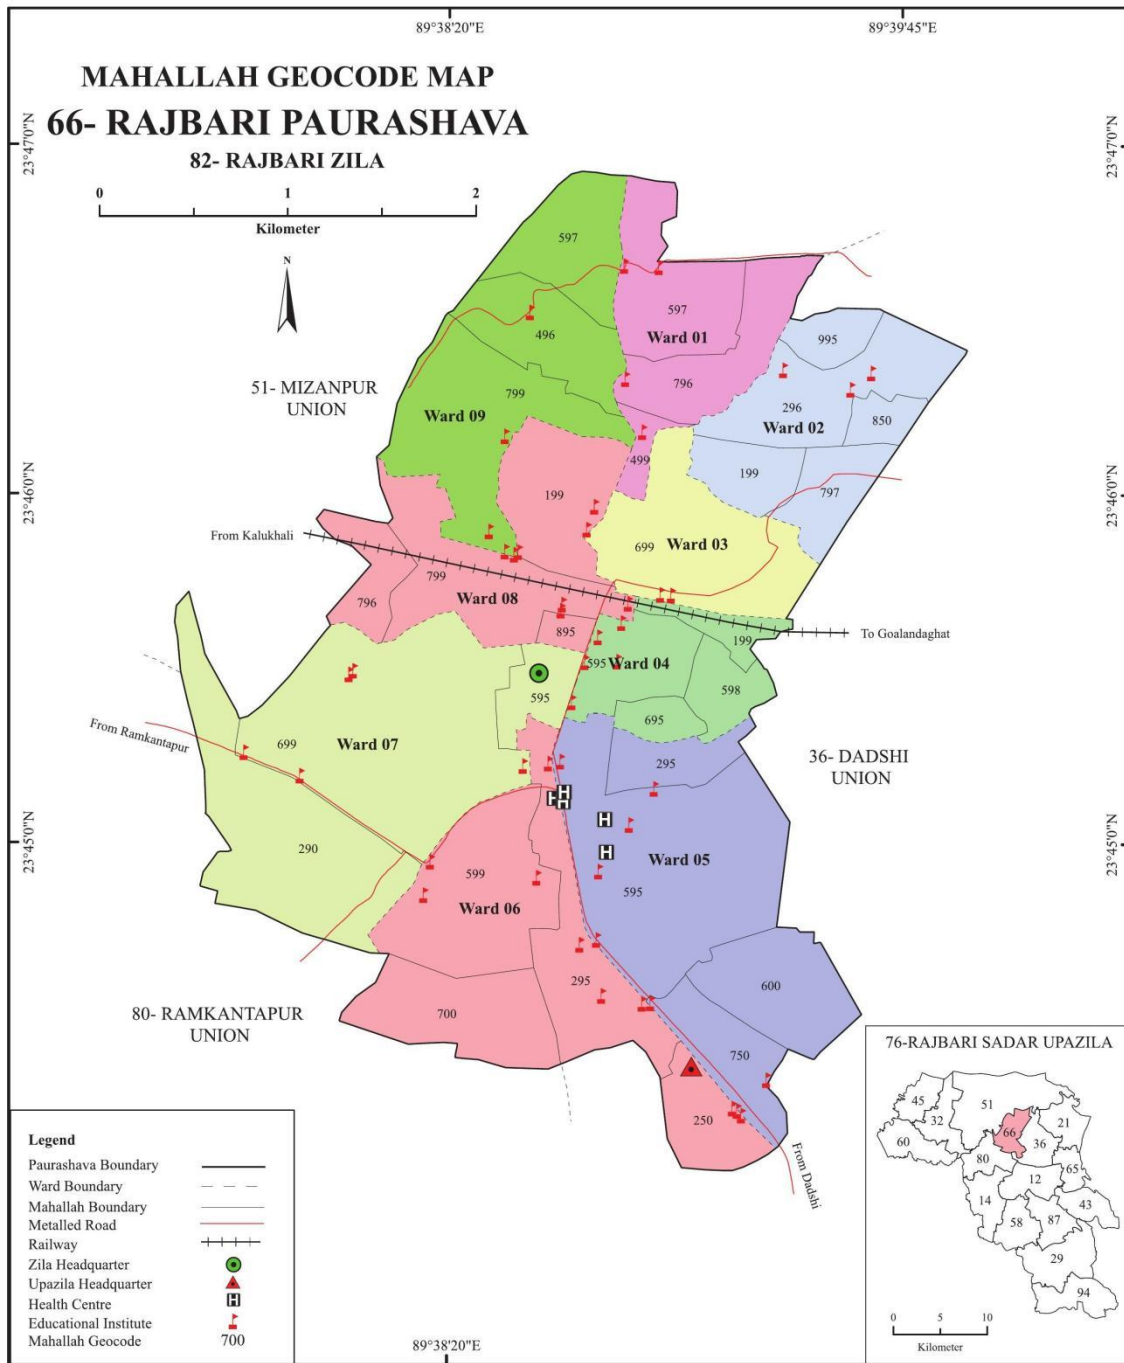 89°38'20"E
89°39'45"E
MAHALLAH GEOCODE MAP
66- RAJBARI PAURASHAVA
82- RAJBARI ZILA
0 1 2
Kilometer
N
23°47'0"N
23°47'0"N
597
597
Ward 01
496
995
51- MIZANPUR
UNION
799
Ward 09
796
296
Ward 02
850
499
199
797
199
23°46'0"N
23°46'0"N
From Kalukhali
699
Ward 03
799
796
Ward 08
895
To Goalandaghat
199
595
Ward 04
598
595
695
From Ramkantapur
699
Ward 07
295
36- DADSHI
UNION
23°45'0"N
23°45'0"N
H
H
H
H
H
290
599
Ward 06
Ward 05
595
295
600
80- RAMKANTAPUR
UNION
700
750
250
From Dadshi
76-RAJBARI SADAR UPAZILA
45
32
51
66
21
60
36
80
65
12
14
43
58
87
29
94
0 5 10
Kilometer
Legend
Paurashava Boundary
Ward Boundary
Mahallah Boundary
Metalled Road
Railway
Zila Headquarter
Upazila Headquarter
Health Centre H
Educational Institute
Mahallah Geocode 700
89°38'20"E